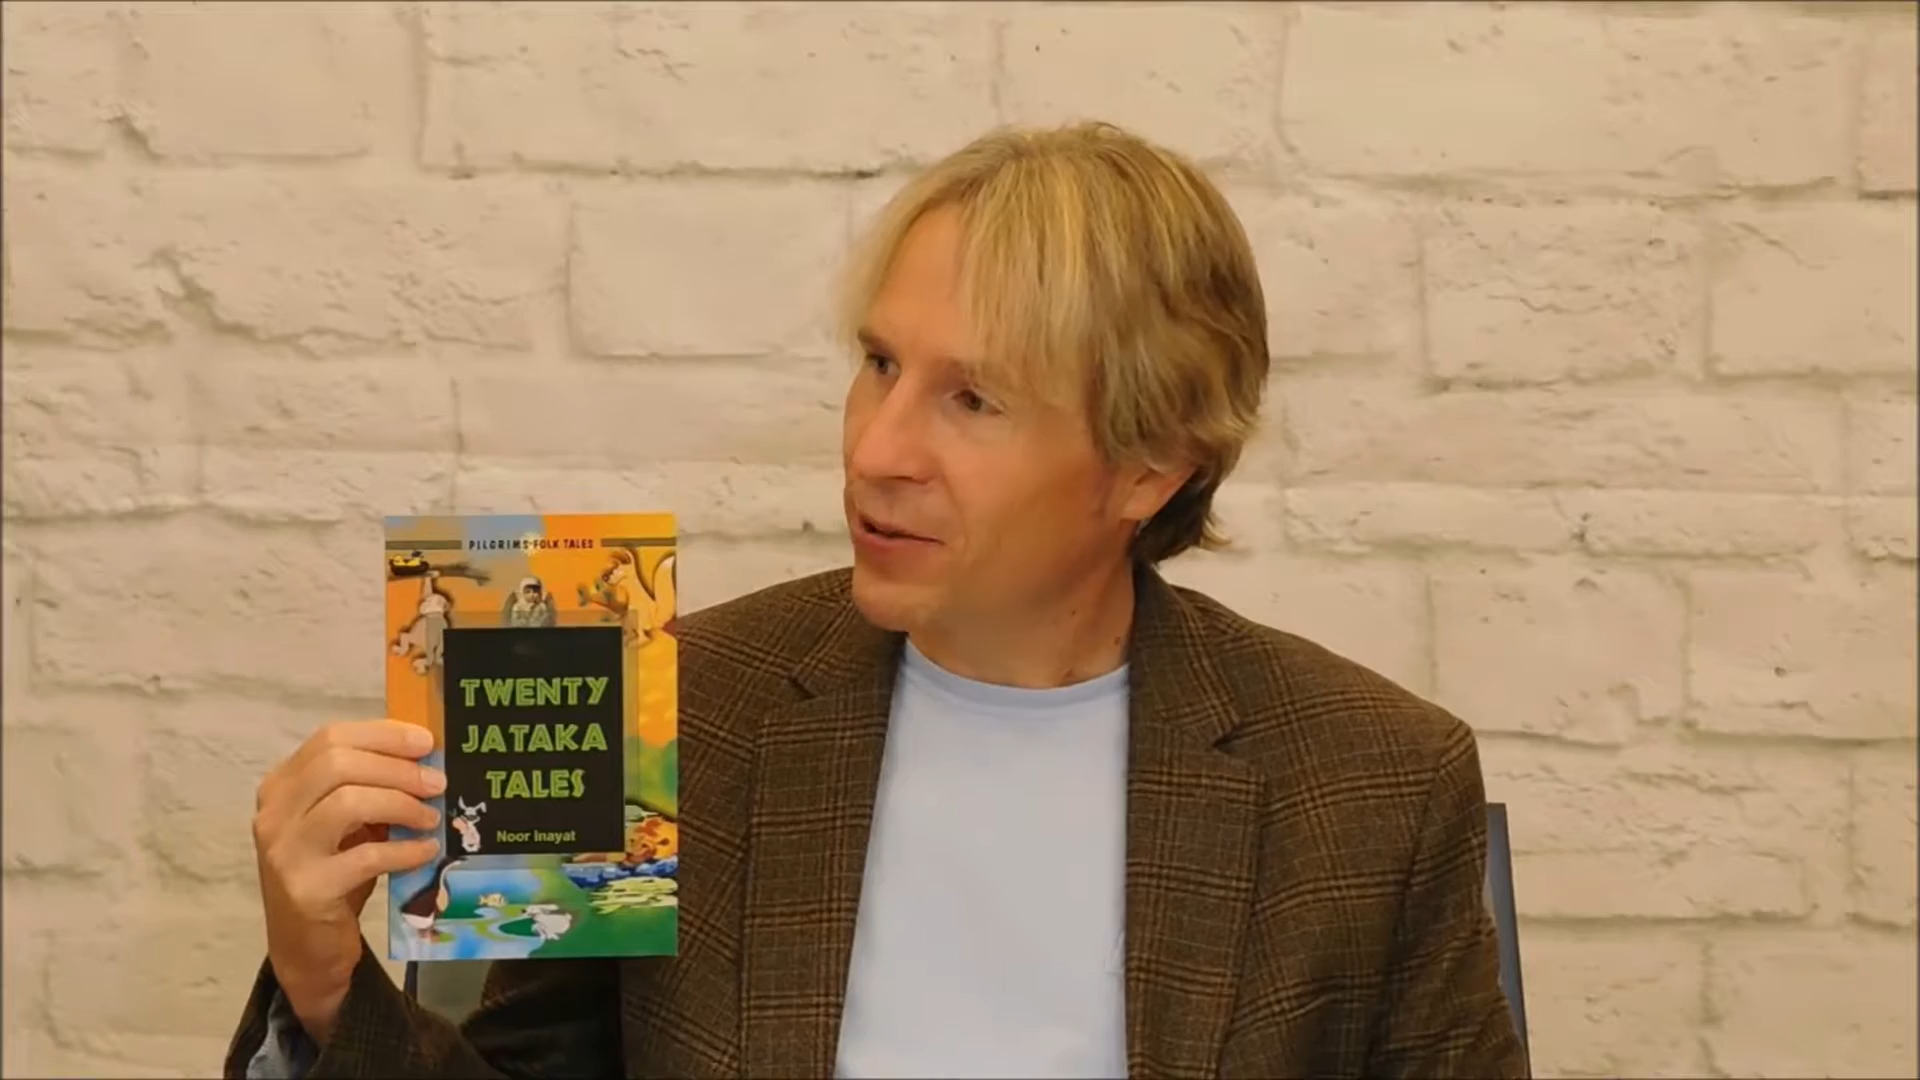 PILGRIMS FOLK TALES
TWENTY
JATAKA
TALES
Noor Inayat